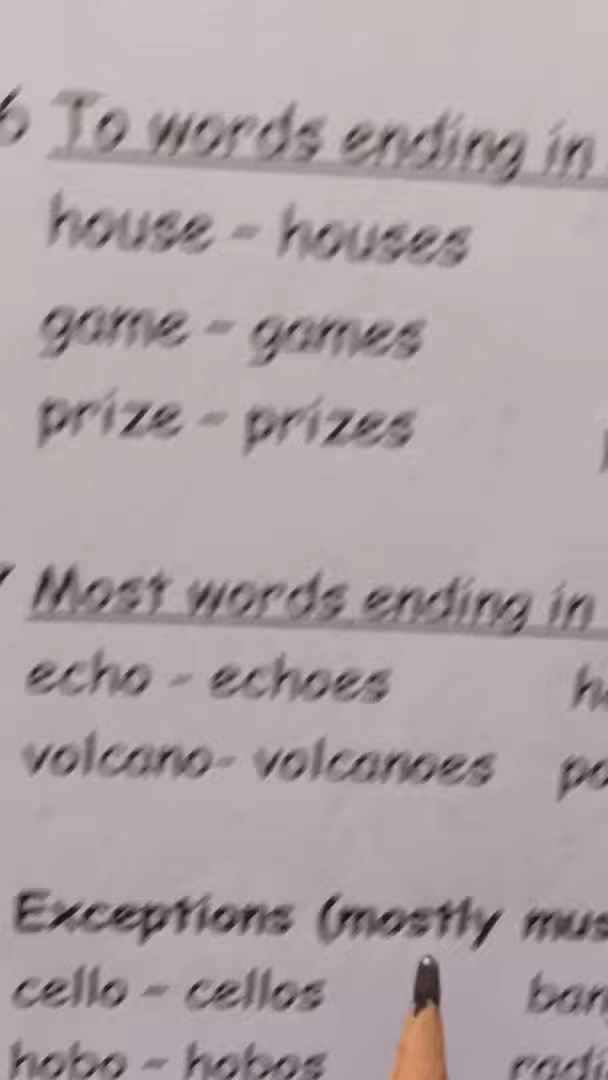 6 To words ending in
house - houses
game - games
prize - prizes
Most words ending in
echo - echoes
volcano- volcanoes
Exceptions (mostly
cello - cellos
hobo - hobos